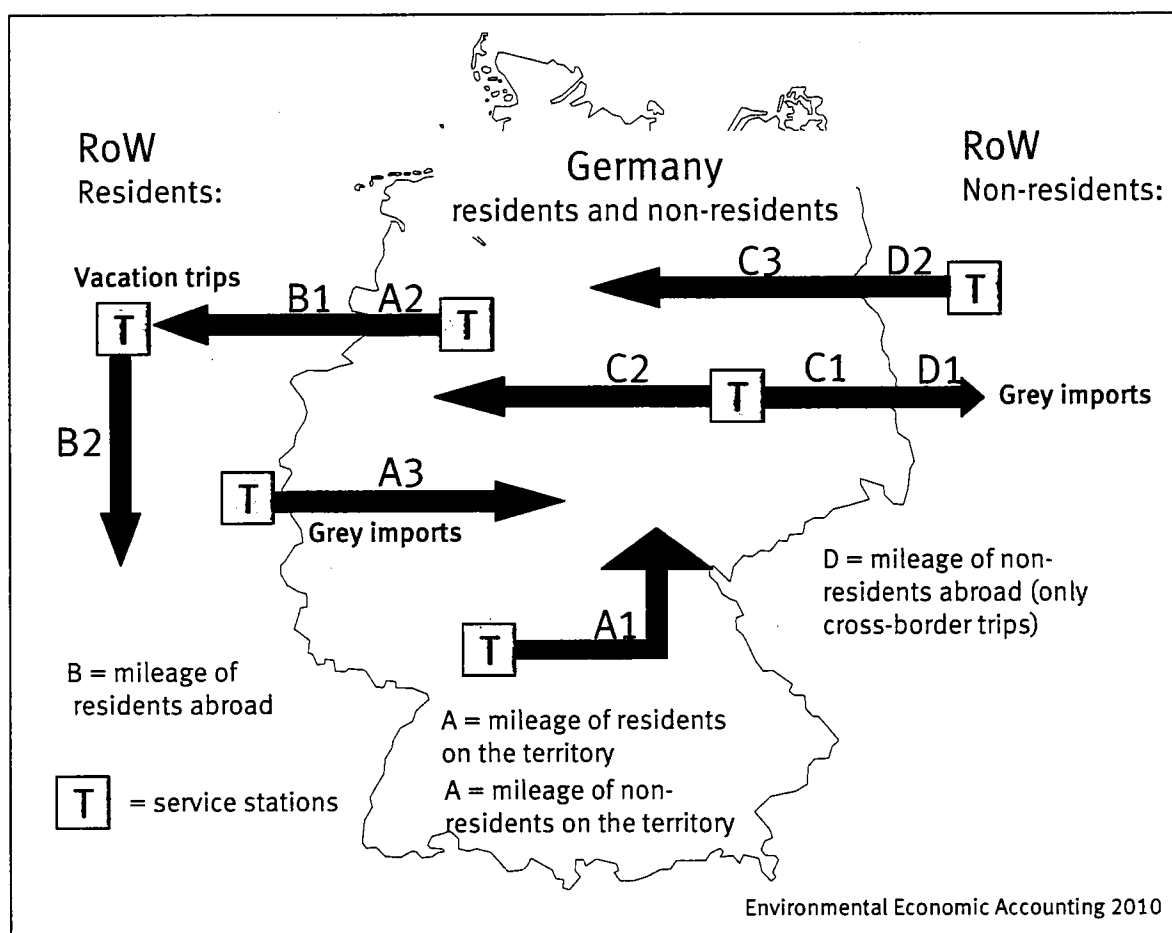 RoW
Residents:
Germany
residents and non-residents
RoW
Non-residents:
Vacation trips
B1
A2
T
T
C3
D2
T
C2
T
C1
D1
Grey imports
B2
T
A3
Grey imports
A1
T
D = mileage of non-
residents abroad (only
cross-border trips)
B = mileage of
residents abroad
A = mileage of residents
on the territory
A = mileage of non-
residents on the territory
T = service stations
Environmental Economic Accounting 2010